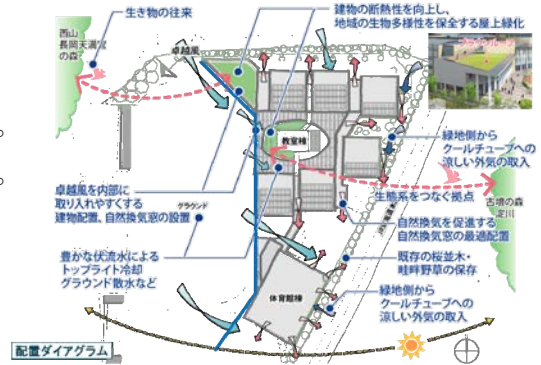 生き物の往来
建物の断熱性を向上し、
地域の生物多様性を保全する屋上緑化
西山
長岡天満宮
の森
卓越風
教室棟
緑地側から
クールチューブへの
涼しい外気の取入
卓越風を内部に
取り入れやすくする
建物配置、自然換気窓の設置
グラウンド
生態系をつなぐ拠点
古墳の森
淀川
自然換気を促進する
自然換気窓の最適配置
豊かな伏流水による
トップライト冷却
グラウンド散水など
既存の桜並木・
畦畔野草の保存
体育館棟
緑地側から
クールチューブへの
涼しい外気の取入
配置ダイアグラム